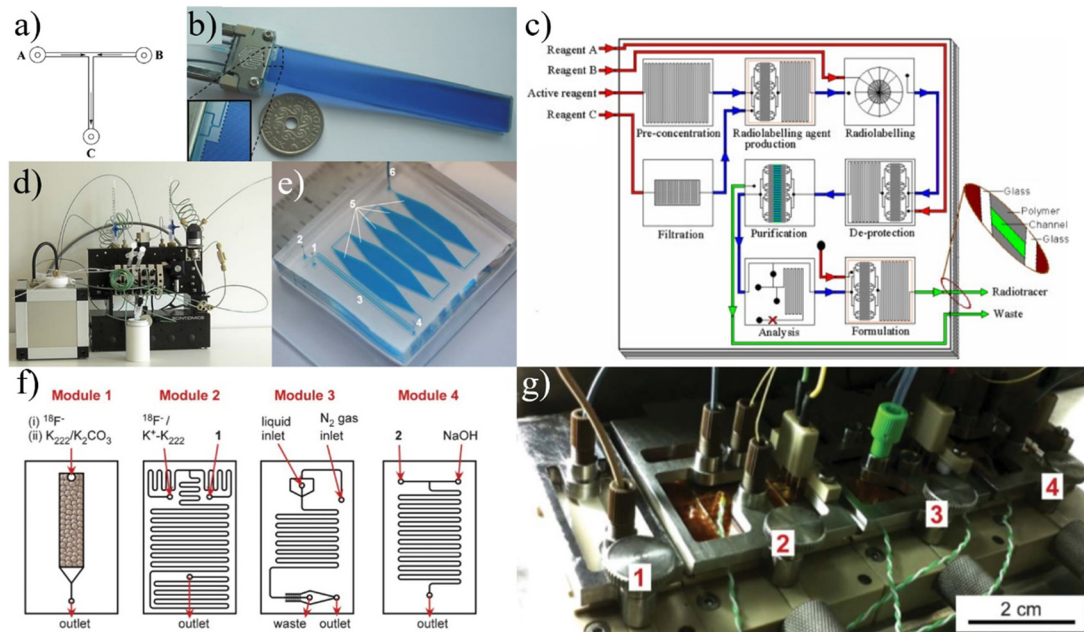 a)
A
B
C
b)
c)
Reagent A
Reagent B
Active reagent
Reagent C
Pre-concentration
Radiolabelling agent
production
Radiolabelling
Filtration
Purification
De-protection
Analysis
Formulation
Glass
Polymer
Channel
Glass
Radiotracer
Waste
d)
SCINTOMICS
e)
6
5
2
1
3
4
f)
Module 1
(i) ¹⁸F⁻
(ii) K₂₂₂/K₂CO₃
outlet
Module 2
¹⁸F⁻/
K⁺-K₂₂₂
1
outlet
Module 3
liquid
inlet
N₂ gas
inlet
waste
outlet
Module 4
2
NaOH
outlet
g)
1
2
3
4
2 cm